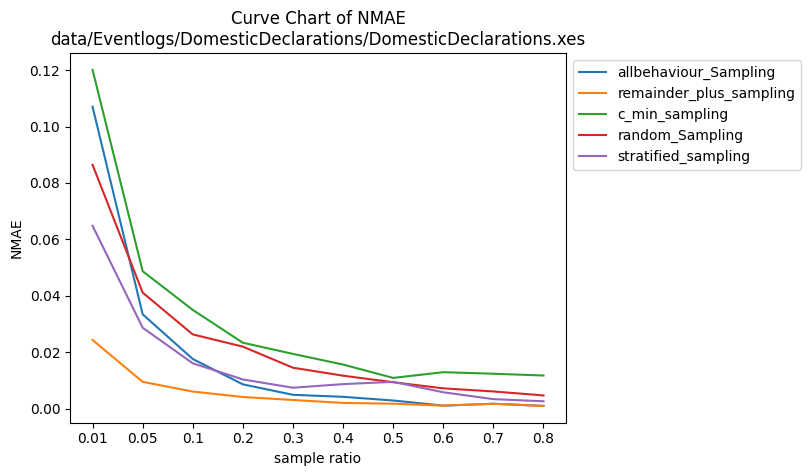 Curve Chart of NMAE
data/Eventlogs/DomesticDeclarations/DomesticDeclarations.xes
allbehaviour_Sampling
remainder_plus_sampling
c_min_sampling
random_Sampling
stratified_sampling
NMAE
0.12
0.10
0.08
0.06
0.04
0.02
0.00
0.01 0.05 0.1 0.2 0.3 0.4 0.5 0.6 0.7 0.8
sample ratio